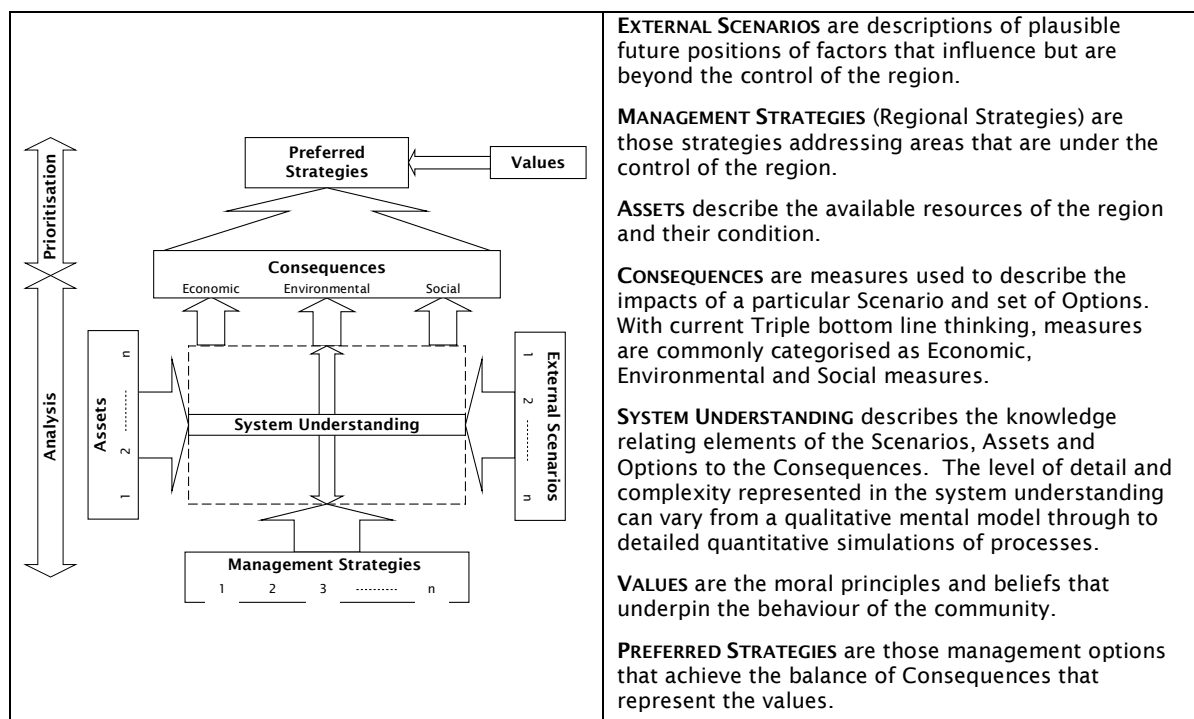 Prioritisation
Analysis
Preferred
Strategies
Values
Consequences
Economic Environmental Social
Assets
1 2 ............ n
System Understanding
External Scenarios
1 2 ............ n
Management Strategies
1 2 3 .......... n
EXTERNAL SCENARIOS are descriptions of plausible
future positions of factors that influence but are
beyond the control of the region.
MANAGEMENT STRATEGIES (Regional Strategies) are
those strategies addressing areas that are under the
control of the region.
ASSETS describe the available resources of the region
and their condition.
CONSEQUENCES are measures used to describe the
impacts of a particular Scenario and set of Options.
With current Triple bottom line thinking, measures
are commonly categorised as Economic,
Environmental and Social measures.
SYSTEM UNDERSTANDING describes the knowledge
relating elements of the Scenarios, Assets and
Options to the Consequences.  The level of detail and
complexity represented in the system understanding
can vary from a qualitative mental model through to
detailed quantitative simulations of processes.
VALUES are the moral principles and beliefs that
underpin the behaviour of the community.
PREFERRED STRATEGIES are those management options
that achieve the balance of Consequences that
represent the values.